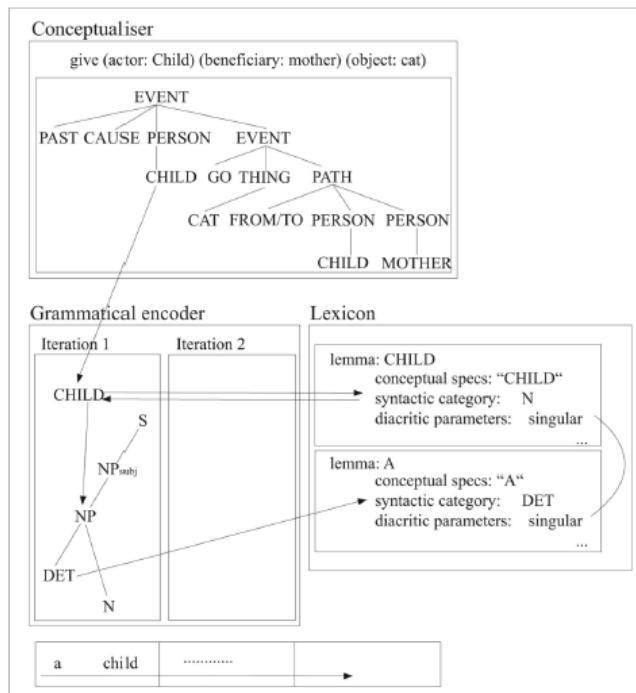 Conceptualiser
give (actor: Child) (beneficiary: mother) (object: cat)
EVENT
PAST CAUSE PERSON EVENT
CHILD GO THING PATH
CAT FROM/TO PERSON PERSON
CHILD MOTHER
Grammatical encoder
Iteration 1
Iteration 2
CHILD
S
NPsubj
NP
DET
N
Lexicon
lemma: CHILD
conceptual specs: “CHILD“
syntactic category: N
diacritic parameters: singular
...
lemma: A
conceptual specs: “A“
syntactic category: DET
diacritic parameters: singular
...
a child ............